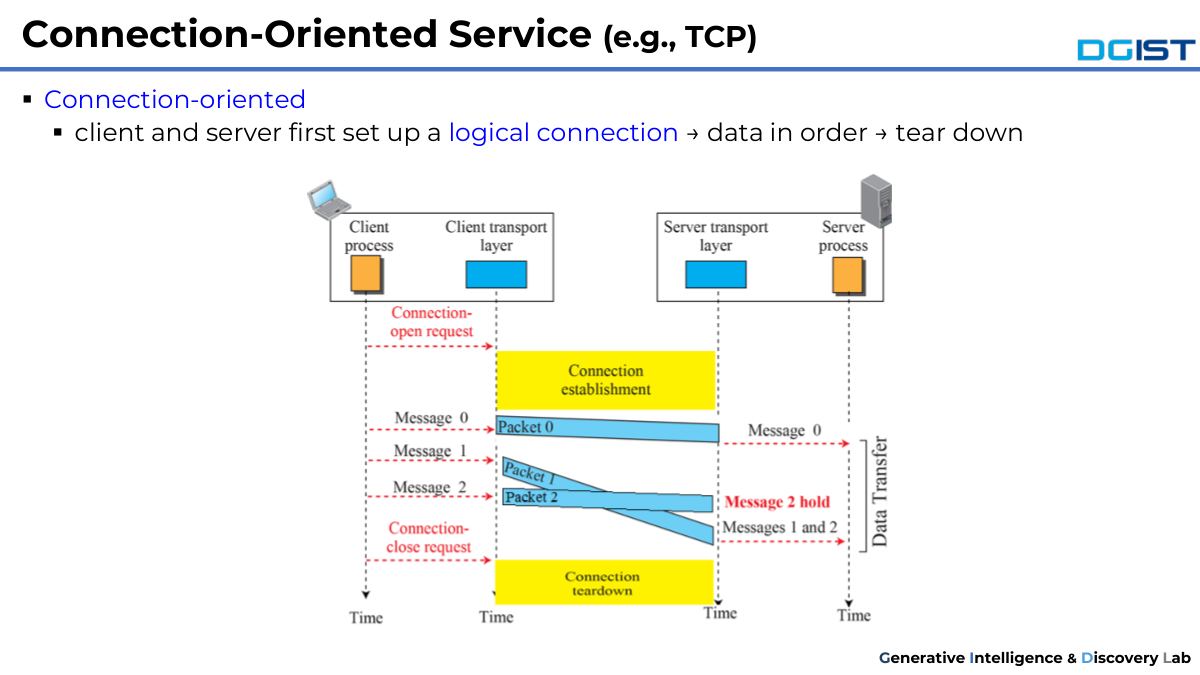 Connection-Oriented Service (e.g., TCP)
DGIST
▪ Connection-oriented
▪ client and server first set up a logical connection → data in order → tear down
Client
process
Client transport
layer
Server transport
layer
Server
process
Connection-
open request
Connection
establishment
Message 0
Packet 0
Message 0
Message 1
Packet 1
Message 2
Packet 2
Message 2 hold
Messages 1 and 2
Data Transfer
Connection-
close request
Connection
teardown
Time
Time
Time
Time
Generative Intelligence & Discovery Lab